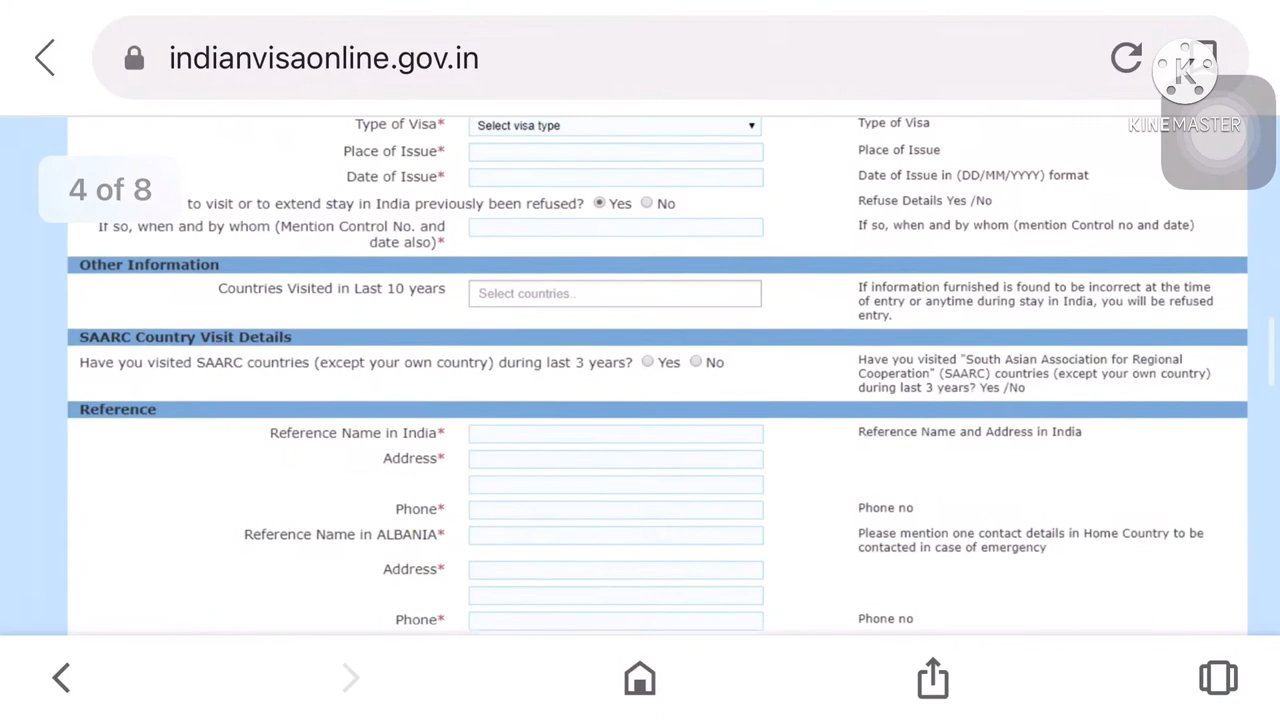 indianvisaonline.gov.in
K
KINEMASTER
4 of 8
Type of Visa* Select visa type Type of Visa
Place of Issue* Place of Issue
Date of Issue* Date of Issue in (DD/MM/YYYY) format
to visit or to extend stay in India previously been refused? Yes No Refuse Details Yes /No
If so, when and by whom (Mention Control No. and If so, when and by whom (mention Control no and date)
date also)*
Other Information
Countries Visited in Last 10 years Select countries.. If information furnished is found to be incorrect at the time
of entry or anytime during stay in India, you will be refused
entry.
SAARC Country Visit Details
Have you visited SAARC countries (except your own country) during last 3 years? Yes No Have you visited "South Asian Association for Regional
Cooperation" (SAARC) countries (except your own country)
during last 3 years? Yes /No
Reference
Reference Name in India* Reference Name and Address in India
Address*
Phone* Phone no
Reference Name in ALBANIA* Please mention one contact details in Home Country to be
contacted in case of emergency
Address*
Phone* Phone no